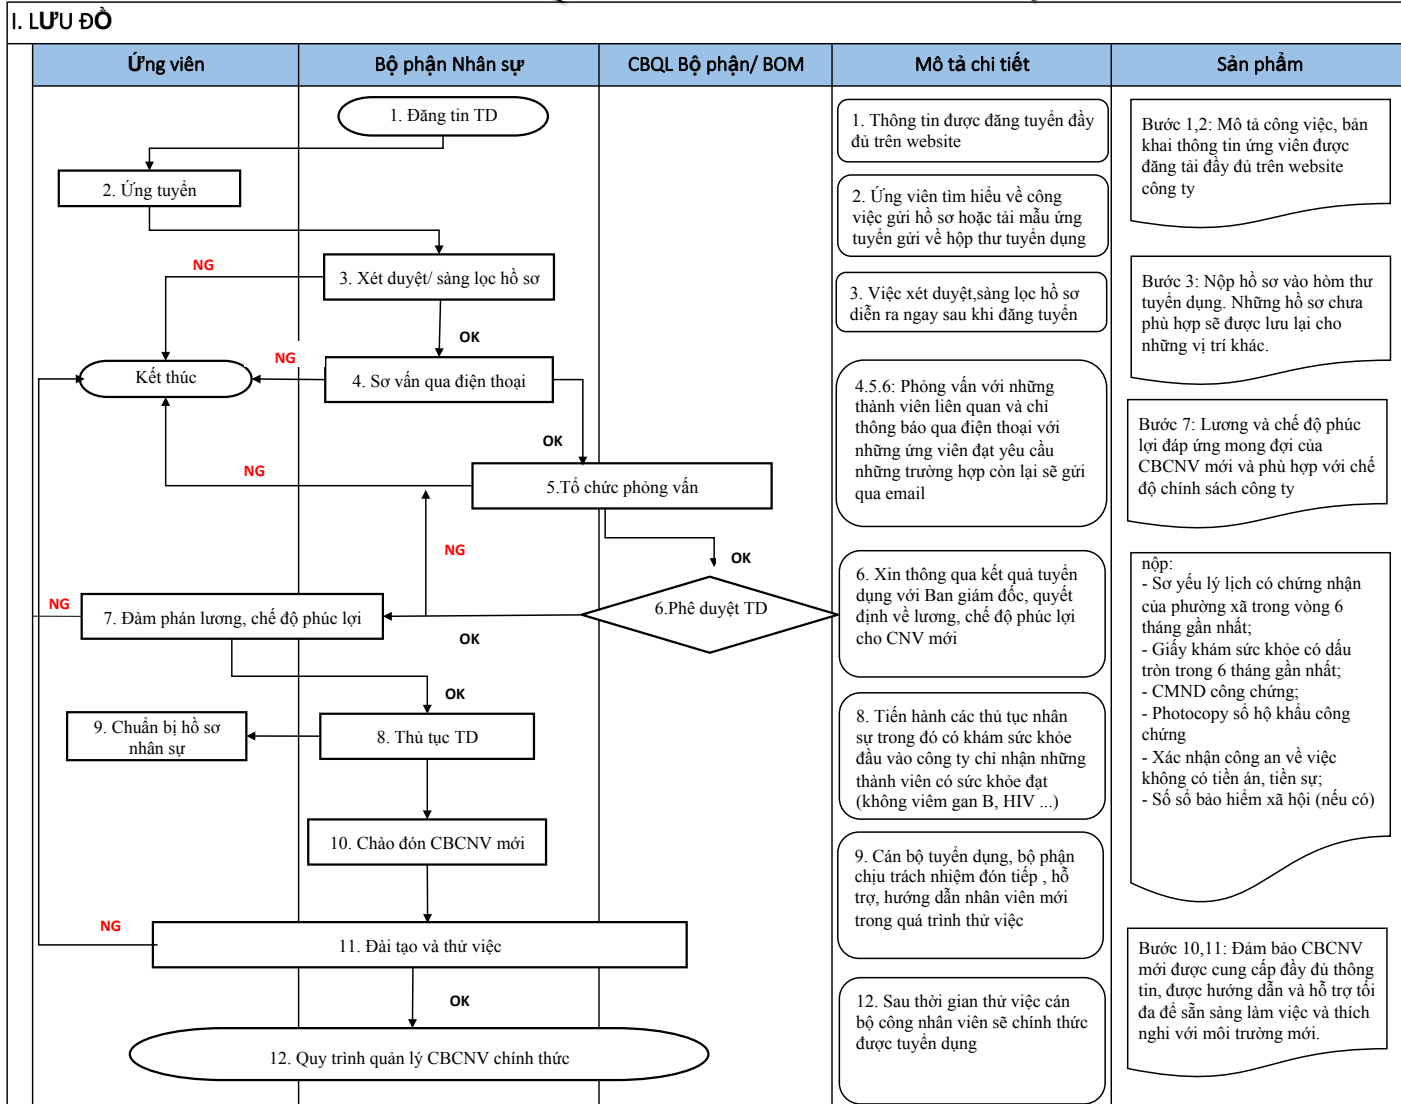 I. LƯU ĐỒ
Ứng viên
Bộ phận Nhân sự
CBQL Bộ phận/ BOM
Mô tả chi tiết
Sản phẩm
1. Đăng tin TD
2. Ứng tuyển
3. Xét duyệt/ sàng lọc hồ sơ
NG
OK
Kết thúc
NG
4. Sơ vấn qua điện thoại
OK
NG
5.Tổ chức phỏng vấn
NG
OK
6.Phê duyệt TD
NG
7. Đàm phán lương, chế độ phúc lợi
OK
OK
9. Chuẩn bị hồ sơ
nhân sự
8. Thủ tục TD
10. Chào đón CBCNV mới
NG
11. Đài tạo và thử việc
OK
12. Quy trình quản lý CBCNV chính thức
1. Thông tin được đăng tuyển đầy
đủ trên website
2. Ứng viên tìm hiểu về công
việc gửi hồ sơ hoặc tải mẫu ứng
tuyển gửi về hộp thư tuyển dụng
3. Việc xét duyệt,sàng lọc hồ sơ
diễn ra ngay sau khi đăng tuyển
4.5.6: Phỏng vấn với những
thành viên liên quan và chỉ
thông báo qua điện thoại với
những ứng viên đạt yêu cầu
những trường hợp còn lại sẽ gửi
qua email
6. Xin thông qua kết quả tuyển
dụng với Ban giám đốc, quyết
định về lương, chế độ phúc lợi
cho CNV mới
8. Tiến hành các thủ tục nhân
sự trong đó có khám sức khỏe
đầu vào công ty chỉ nhận những
thành viên có sức khỏe đạt
(không viêm gan B, HIV ...)
9. Cán bộ tuyển dụng, bộ phận
chịu trách nhiệm đón tiếp , hỗ
trợ, hướng dẫn nhân viên mới
trong quá trình thử việc
12. Sau thời gian thử việc cán
bộ công nhân viên sẽ chính thức
được tuyển dụng
Bước 1,2: Mô tả công việc, bản
khai thông tin ứng viên được
đăng tải đầy đủ trên website
công ty
Bước 3: Nộp hồ sơ vào hòm thư
tuyển dụng. Những hồ sơ chưa
phù hợp sẽ được lưu lại cho
những vị trí khác.
Bước 7: Lương và chế độ phúc
lợi đáp ứng mong đợi của
CBCNV mới và phù hợp với chế
độ chính sách công ty
nộp:
- Sơ yếu lý lịch có chứng nhận
của phường xã trong vòng 6
tháng gần nhất;
- Giấy khám sức khỏe có dấu
tròn trong 6 tháng gần nhất;
- CMND công chứng;
- Photocopy sổ hộ khẩu công
chứng
- Xác nhận công an về việc
không có tiền án, tiền sự;
- Số sổ bảo hiểm xã hội (nếu có)
Bước 10,11: Đảm bảo CBCNV
mới được cung cấp đầy đủ thông
tin, được hướng dẫn và hỗ trợ tối
đa để sẵn sàng làm việc và thích
nghi với môi trường mới.